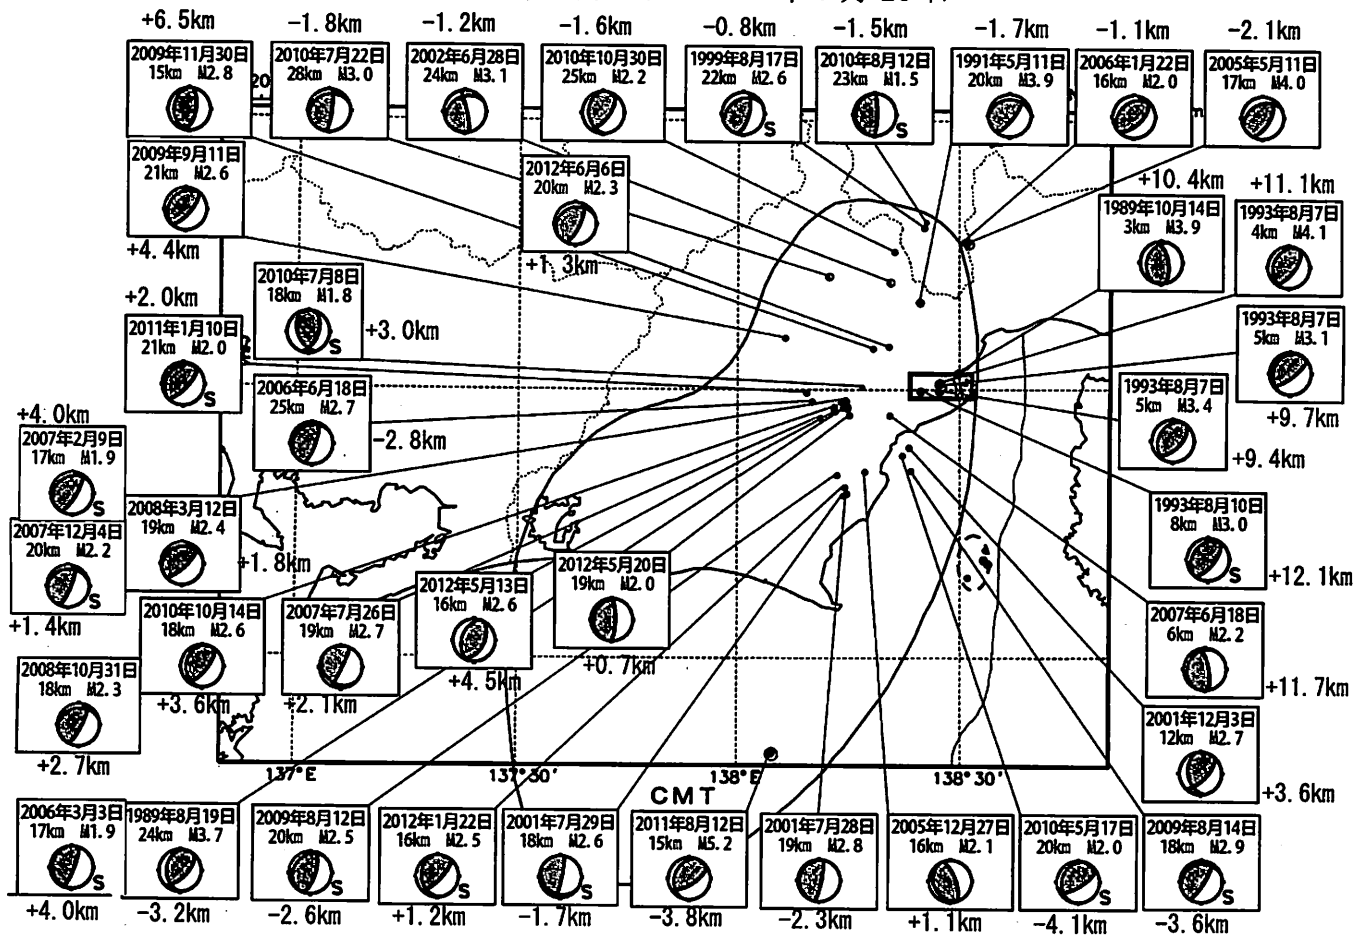 +6.5km
2009年11月30日
15km M2.8
-1.8km
2010年7月22日
28km M3.0
-1.2km
2002年6月28日
24km M3.1
-1.6km
2010年10月30日
25km M2.2
-0.8km
1999年8月17日
22km M2.6
S
-1.5km
2010年8月12日
23km M1.5
S
-1.7km
1991年5月11日
20km M3.9
-1.1km
2006年1月22日
16km M2.0
-2.1km
2005年5月11日
17km M4.0
2009年9月11日
21km M2.6
+4.4km
2012年6月6日
20km M2.3
+1.3km
+10.4km
1989年10月14日
3km M3.9
+11.1km
1993年8月7日
4km M4.1
2010年7月8日
18km M1.8
S
+3.0km
+2.0km
2011年1月10日
21km M2.0
S
1993年8月7日
5km M3.1
+9.7km
2006年6月18日
25km M2.7
-2.8km
1993年8月7日
5km M3.4
+9.4km
+4.0km
2007年2月9日
17km M1.9
S
2008年3月12日
19km M2.4
+1.8km
1993年8月10日
8km M3.0
S
+12.1km
2007年12月4日
20km M2.2
S
+1.4km
2010年10月14日
18km M2.6
+3.6km
2007年7月26日
19km M2.7
+2.1km
2012年5月13日
16km M2.6
+4.5km
2012年5月20日
19km M2.0
+0.7km
2007年6月18日
6km M2.2
+11.7km
2008年10月31日
18km M2.3
+2.7km
2001年12月3日
12km M2.7
+3.6km
137°E
137°30'
138°E
138°30'
CMT
2006年3月3日
17km M1.9
S
+4.0km
1989年8月19日
24km M3.7
-3.2km
2009年8月12日
20km M2.5
S
-2.6km
2012年1月22日
16km M2.5
S
+1.2km
2001年7月29日
18km M2.6
-1.7km
2011年8月12日
15km M5.2
-3.8km
2001年7月28日
19km M2.8
-2.3km
2005年12月27日
16km M2.1
+1.1km
2010年5月17日
20km M2.0
S
-4.1km
2009年8月14日
18km M2.9
S
-3.6km